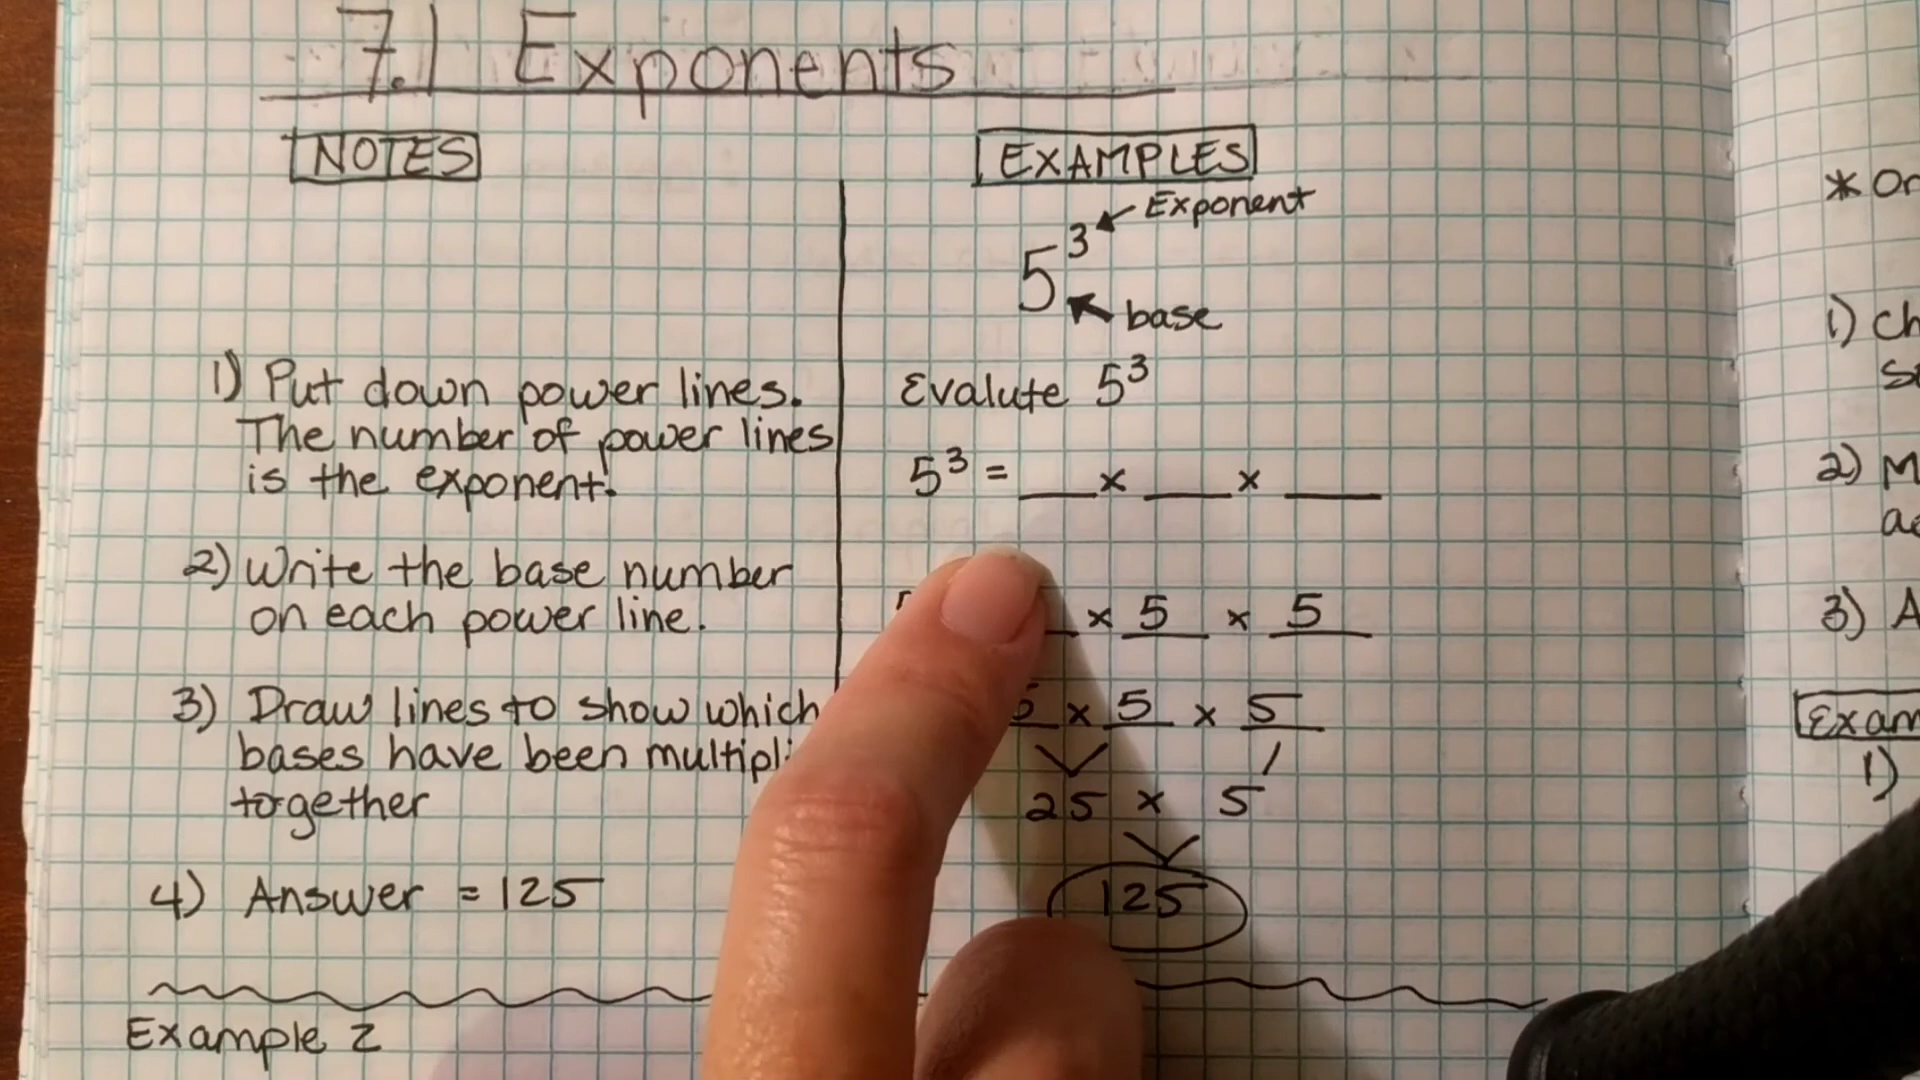 7.1 Exponents
NOTES
EXAMPLES
Exponent
5³
base
1) Put down power lines.
The number of power lines
is the exponent.
Evalute 5³
5³ = ___ x ___ x ___
2) Write the base number
on each power line.
x 5 x 5
3) Draw lines to show which
bases have been
together
5 x 5 x 5
25 x 5
4) Answer = 125
125
Example 2
* 
1)
2)
3)
1)